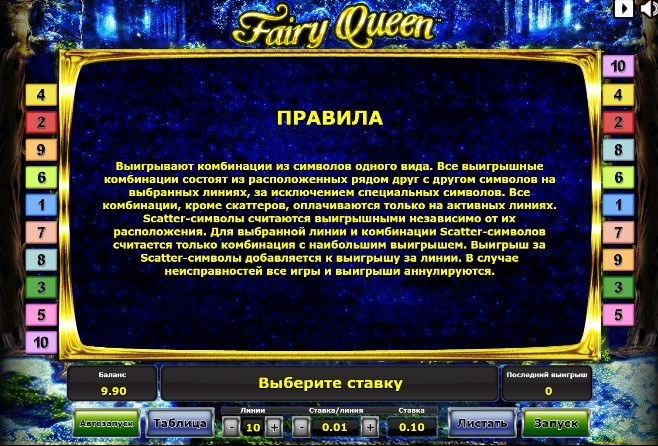 Fairy Queen™
10
4
4
2
2
9
8
6
6
1
1
7
7
8
9
3
3
5
5
10
ПРАВИЛА
Выигрывают комбинации из символов одного вида. Все выигрышные
комбинации состоят из расположенных рядом друг с другом символов на
выбранных линиях, за исключением специальных символов. Все
комбинации, кроме скаттеров, оплачиваются только на активных линиях.
Scatter-символы считаются выигрышными независимо от их
расположения. Для выбранной линии и комбинации Scatter-символов
считается только комбинация с наибольшим выигрышем. Выигрыш за
Scatter-символы добавляется к выигрышу за линии. В случае
неисправностей все игры и выигрыши аннулируются.
Баланс
9.90
Выберите ставку
Последний выигрыш
0
Линии
Ставка/линия
Ставка
Автозапуск
Таблица
- 10 +
- 0.01 +
0.10
Листать
Запуск